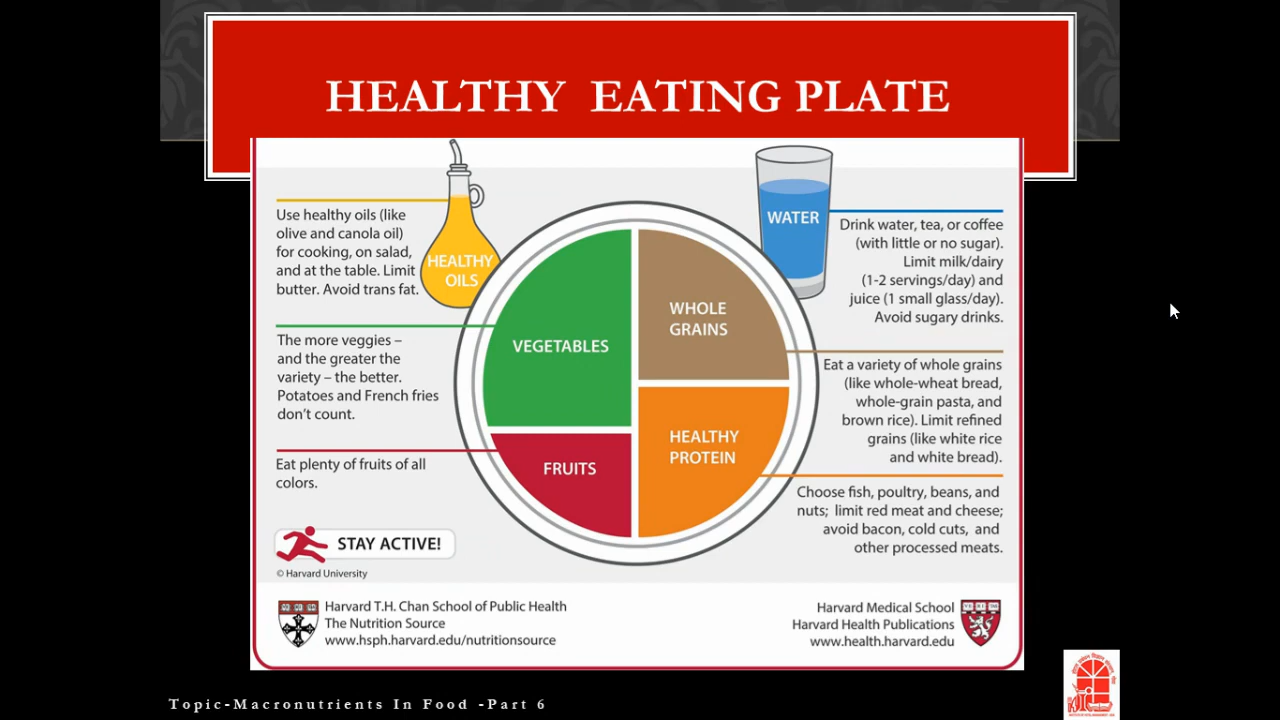 HEALTHY EATING PLATE
Use healthy oils (like
olive and canola oil)
for cooking, on salad,
and at the table. Limit
butter. Avoid trans fat.
HEALTHY
OILS
WATER
Drink water, tea, or coffee
(with little or no sugar).
Limit milk/dairy
(1-2 servings/day) and
juice (1 small glass/day).
Avoid sugary drinks.
The more veggies –
and the greater the
variety – the better.
Potatoes and French fries
don't count.
VEGETABLES
WHOLE
GRAINS
Eat a variety of whole grains
(like whole-wheat bread,
whole-grain pasta, and
brown rice). Limit refined
grains (like white rice
and white bread).
Eat plenty of fruits of all
colors.
FRUITS
HEALTHY
PROTEIN
Choose fish, poultry, beans, and
nuts; limit red meat and cheese;
avoid bacon, cold cuts, and
other processed meats.
STAY ACTIVE!
© Harvard University
Harvard T.H. Chan School of Public Health
The Nutrition Source
www.hsph.harvard.edu/nutritionsource
Harvard Medical School
Harvard Health Publications
www.health.harvard.edu
Topic-Macronutrients In Food -Part 6